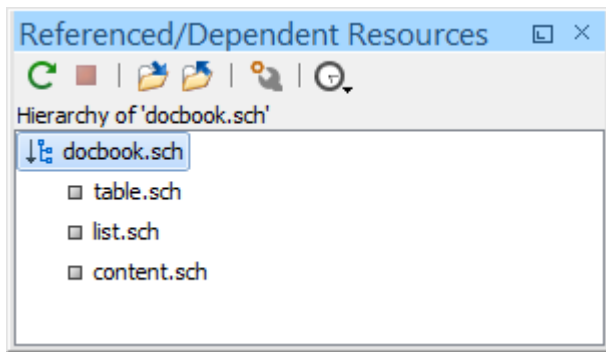 Referenced/Dependent Resources
Hierarchy of 'docbook.sch'
docbook.sch
table.sch
list.sch
content.sch